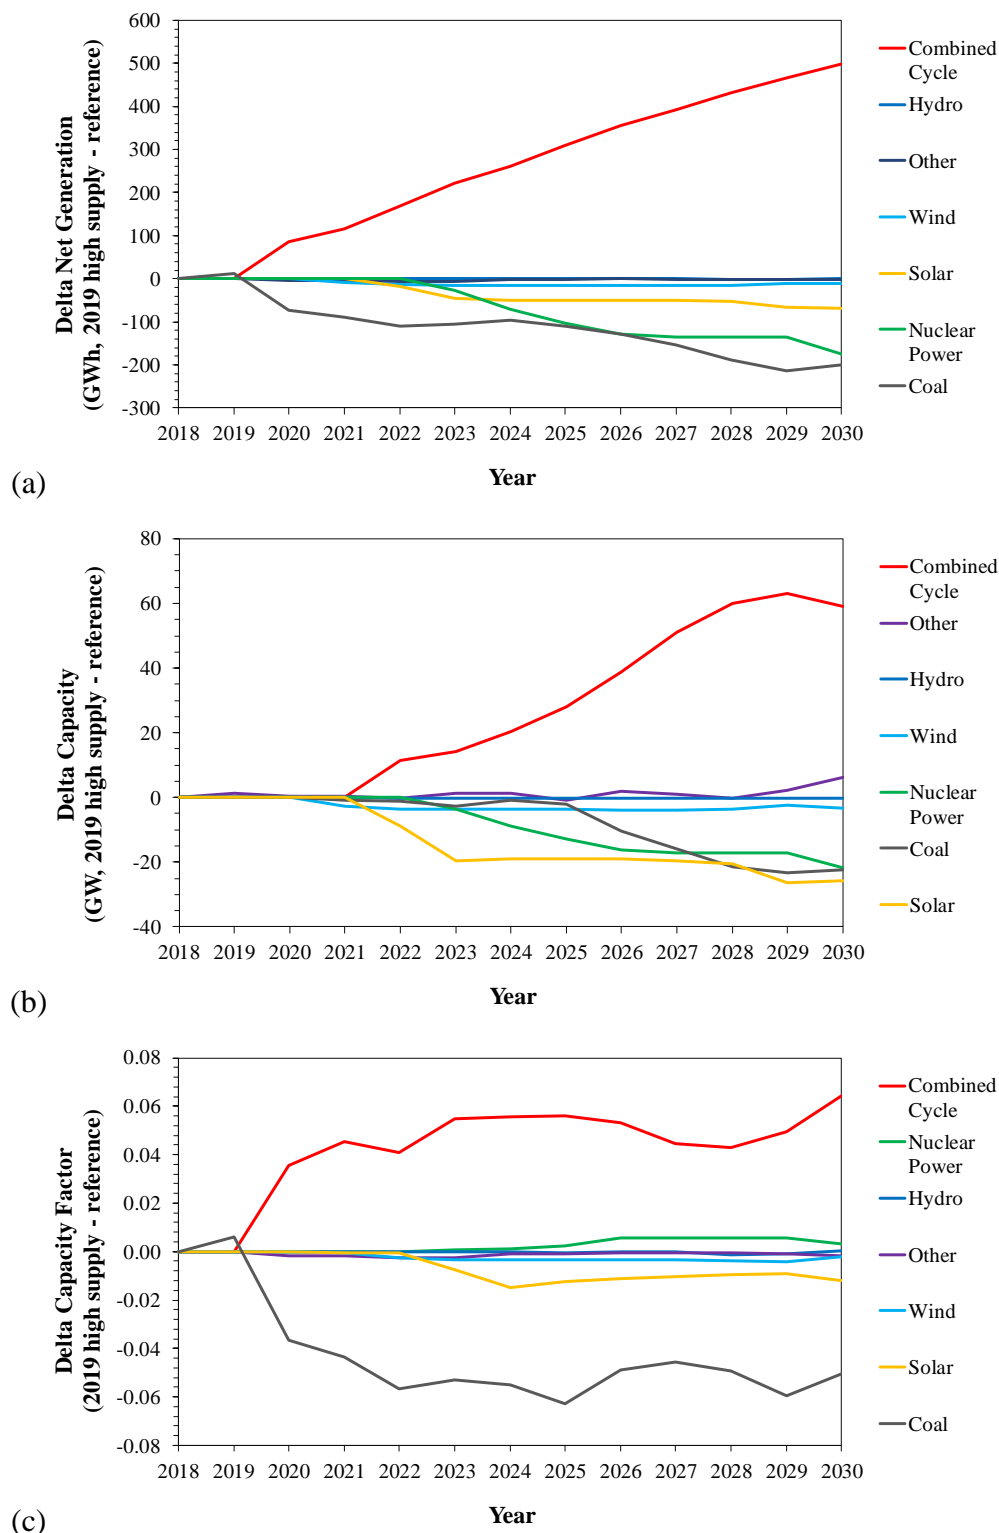 Delta Net Generation
(GWh, 2019 high supply - reference)
600
500
400
300
200
100
0
-100
-200
-300
2018 2019 2020 2021 2022 2023 2024 2025 2026 2027 2028 2029 2030
Year
Combined
Cycle
Hydro
Other
Wind
Solar
Nuclear
Power
Coal
(a)
Delta Capacity
(GW, 2019 high supply - reference)
80
60
40
20
0
-20
-40
2018 2019 2020 2021 2022 2023 2024 2025 2026 2027 2028 2029 2030
Year
Combined
Cycle
Other
Hydro
Wind
Nuclear
Power
Coal
Solar
(b)
Delta Capacity Factor
(2019 high supply - reference)
0.08
0.06
0.04
0.02
0.00
-0.02
-0.04
-0.06
-0.08
2018 2019 2020 2021 2022 2023 2024 2025 2026 2027 2028 2029 2030
Year
Combined
Cycle
Nuclear
Power
Hydro
Other
Wind
Solar
Coal
(c)